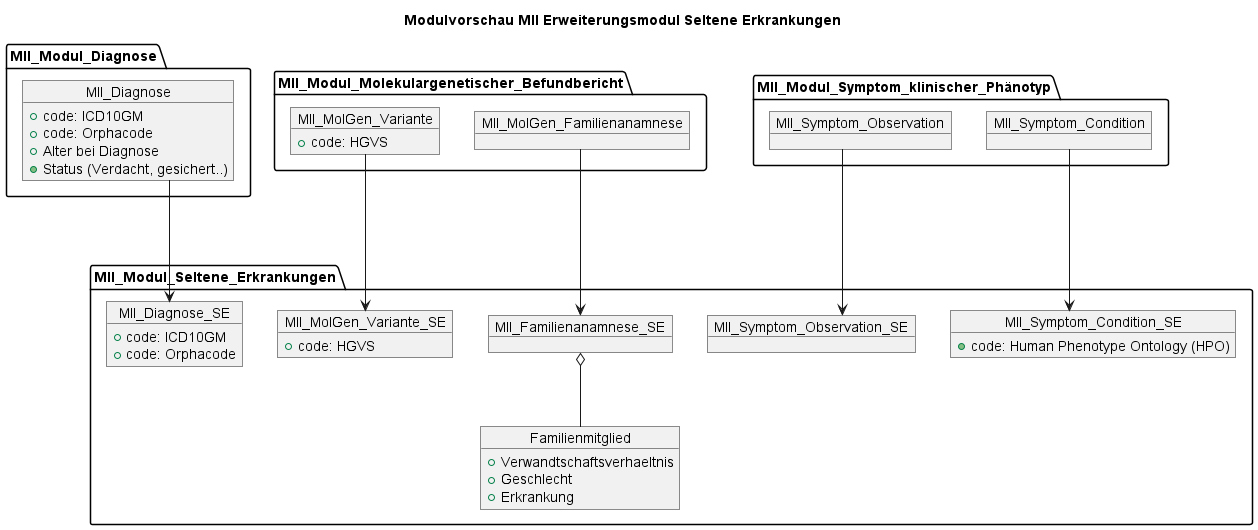 Modulvorschau MII Erweiterungsmodul Seltene Erkrankungen
MII_Modul_Diagnose
MII_Diagnose
code: ICD10GM
code: Orphacode
Alter bei Diagnose
Status (Verdacht, gesichert..)
MII_Modul_Molekulargenetischer_Befundbericht
MII_MolGen_Variante
code: HGVS
MII_MolGen_Familienanamnese
MII_Modul_Symptom_klinischer_Phänotyp
MII_Symptom_Observation
MII_Symptom_Condition
MII_Modul_Seltene_Erkrankungen
MII_Diagnose_SE
code: ICD10GM
code: Orphacode
MII_MolGen_Variante_SE
code: HGVS
MII_Familienanamnese_SE
MII_Symptom_Observation_SE
MII_Symptom_Condition_SE
code: Human Phenotype Ontology (HPO)
Familienmitglied
Verwandtschaftsverhaeltnis
Geschlecht
Erkrankung